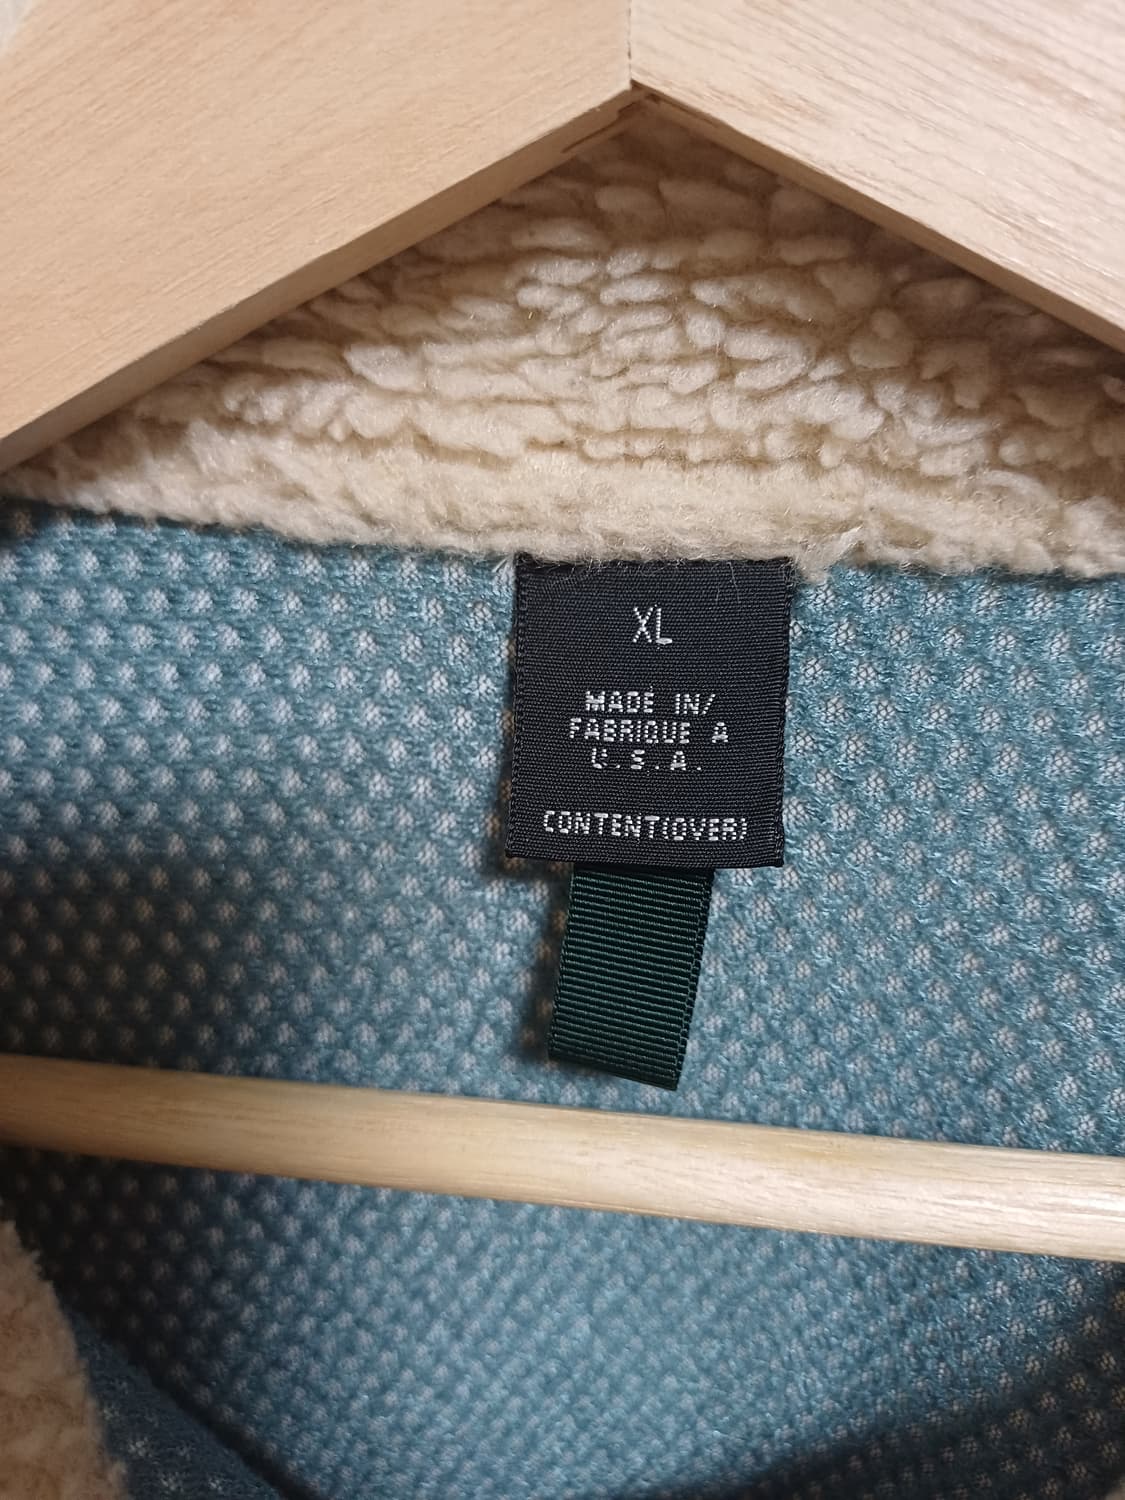 XL
MADE IN/
FABRIQUE A
U.S.A.
CONTENT(OVER)